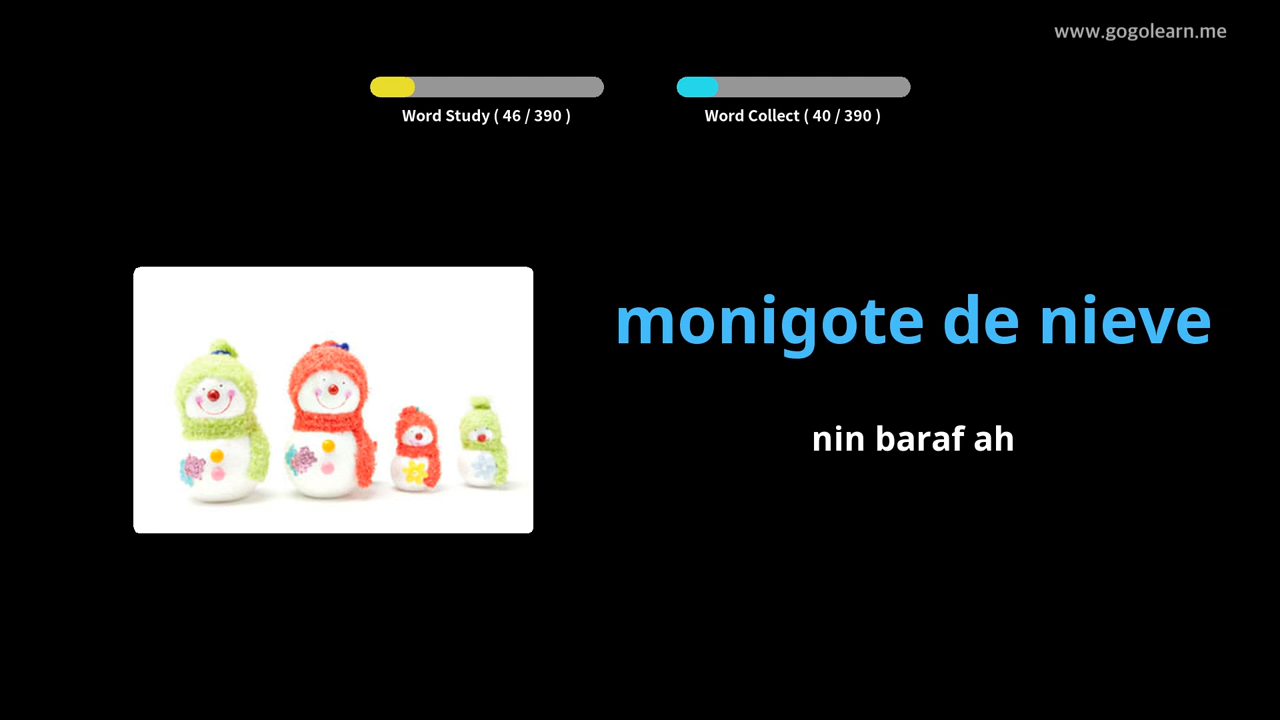 www.gogolearn.me
Word Study ( 46 / 390 )
Word Collect ( 40 / 390 )
monigote de nieve
nin baraf ah